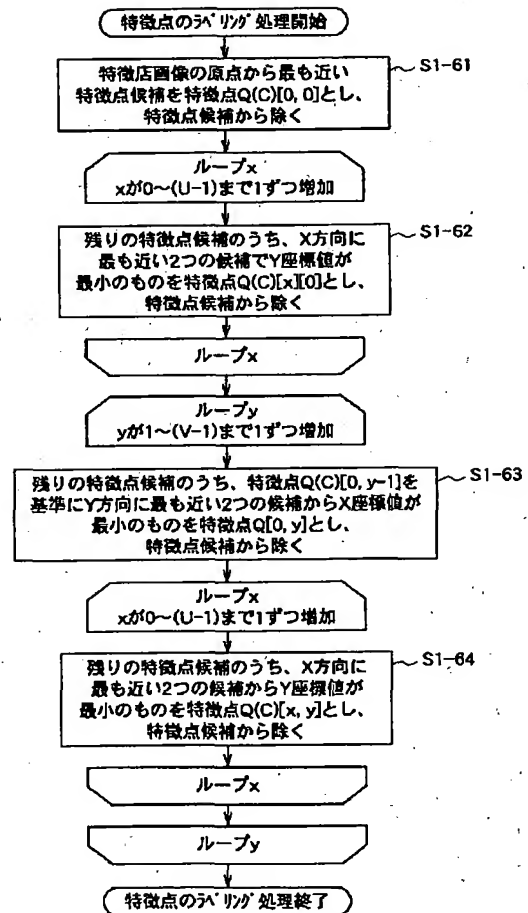 特徴点のラベリング処理開始
特徴店画像の原点から最も近い
特徴点候補を特徴点Q(C)[0, 0]とし、
特徴点候補から除く
S1-61
ループx
xが0～(U-1)まで1ずつ増加
残りの特徴点候補のうち、X方向に
最も近い2つの候補でY座標値が
最小のものを特徴点Q(C)[x][0]とし、
特徴点候補から除く
S1-62
ループx
ループy
yが1～(V-1)まで1ずつ増加
残りの特徴点候補のうち、特徴点Q(C)[0, y-1]を
基準にY方向に最も近い2つの候補からX座標値が
最小のものを特徴点Q[0, y]とし、
特徴点候補から除く
S1-63
ループx
xが0～(U-1)まで1ずつ増加
残りの特徴点候補のうち、X方向に
最も近い2つの候補からY座標値が
最小のものを特徴点Q(C)[x, y]とし、
特徴点候補から除く
S1-64
ループx
ループy
特徴点のラベリング処理終了